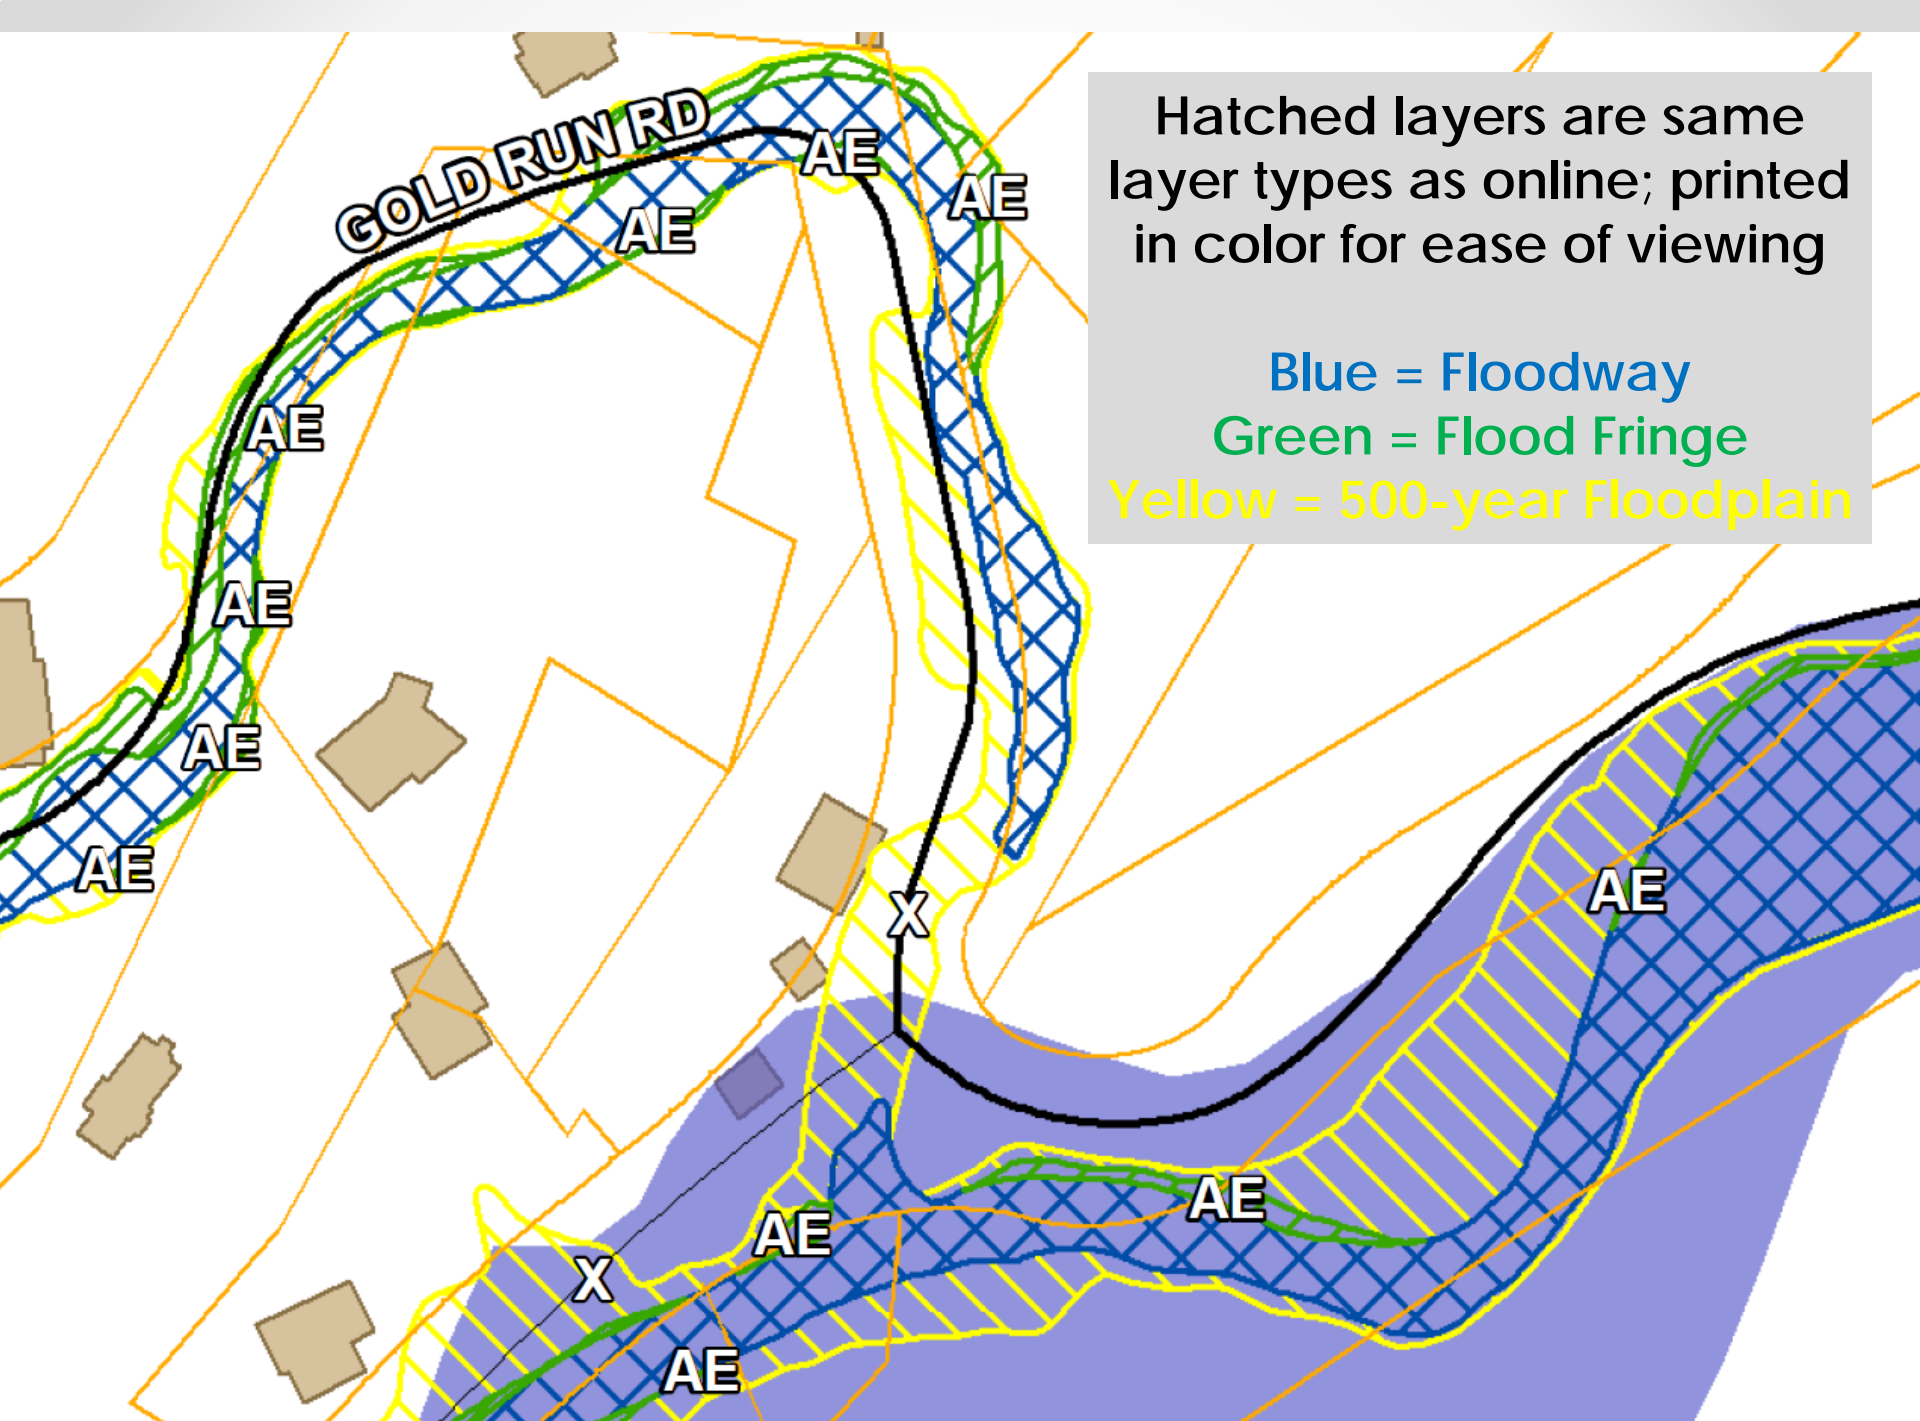 GOLD RUN RD
AE
AE
AE
Hatched layers are same
layer types as online; printed
in color for ease of viewing
Blue = Floodway
Green = Flood Fringe
Yellow = 500-year Floodplain
AE
AE
AE
AE
X
AE
AE
AE
X
AE